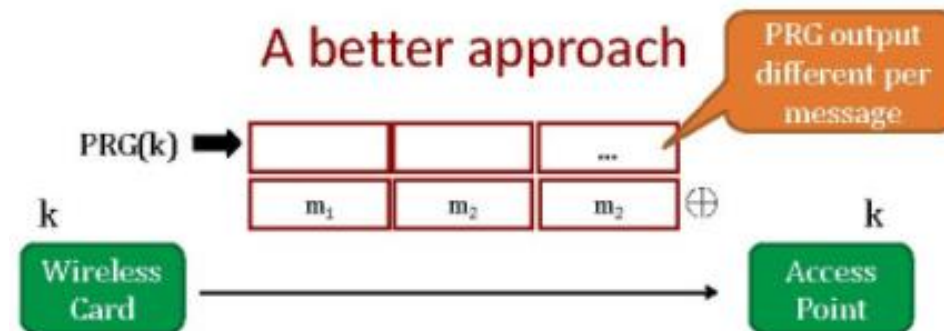 A better approach
PRG output
different per
message
PRG(k)
...
m₁ m₂ m₂ ⊕
k k
Wireless
Card
Access
Point